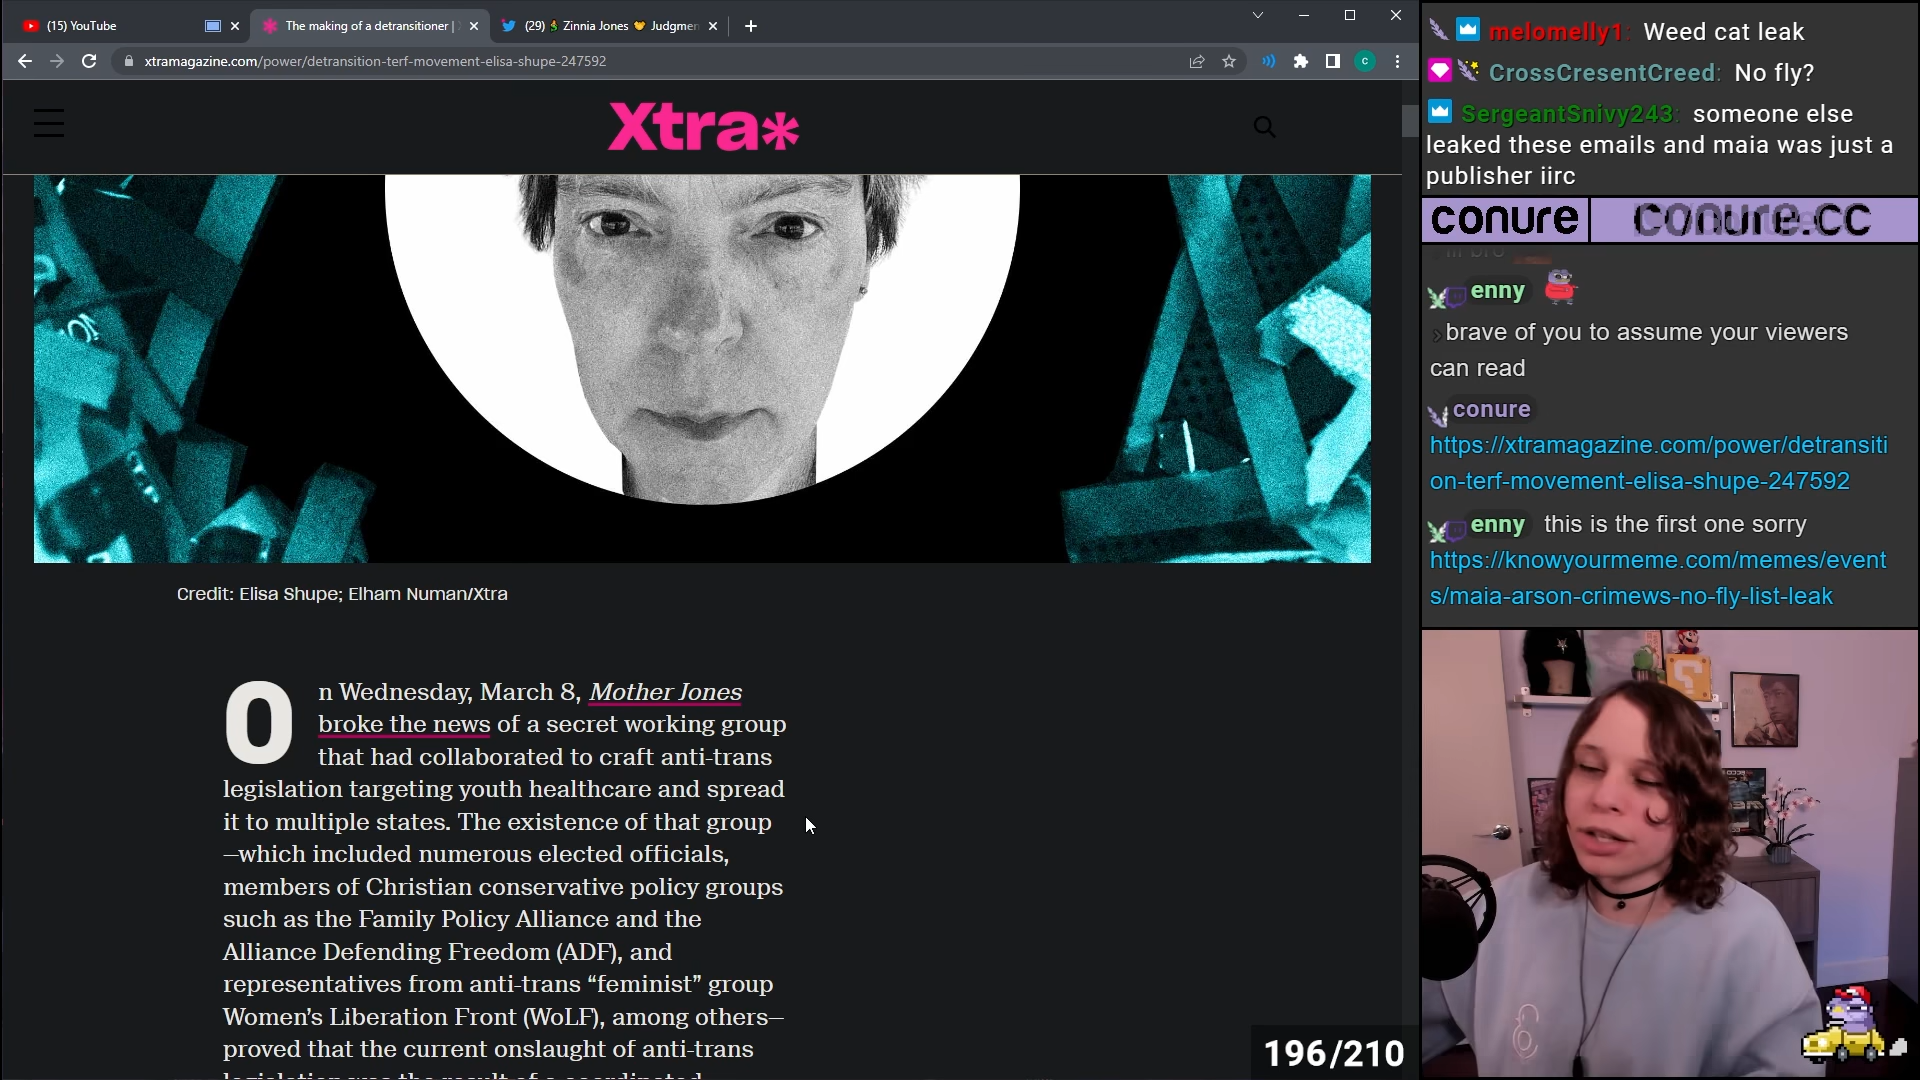 (15) YouTube
The making of a detransitioner |
(29) Zinnia Jones Judgmen
xtramagazine.com/power/detransition-terf-movement-elisa-shupe-247592
C
Xtra*
Credit: Elisa Shupe; Elham Numan/Xtra
On Wednesday, March 8, Mother Jones
broke the news of a secret working group
that had collaborated to craft anti-trans
legislation targeting youth healthcare and spread
it to multiple states. The existence of that group
—which included numerous elected officials,
members of Christian conservative policy groups
such as the Family Policy Alliance and the
Alliance Defending Freedom (ADF), and
representatives from anti-trans “feminist” group
Women’s Liberation Front (WoLF), among others—
proved that the current onslaught of anti-trans
196/210
melomelly1: Weed cat leak
CrossCresentCreed: No fly?
SergeantSnivy243: someone else
leaked these emails and maia was just a
publisher iirc
conure
conure.cc
enny
brave of you to assume your viewers
can read
conure
https://xtramagazine.com/power/detransiti
on-terf-movement-elisa-shupe-247592
enny this is the first one sorry
https://knowyourmeme.com/memes/event
s/maia-arson-crimews-no-fly-list-leak